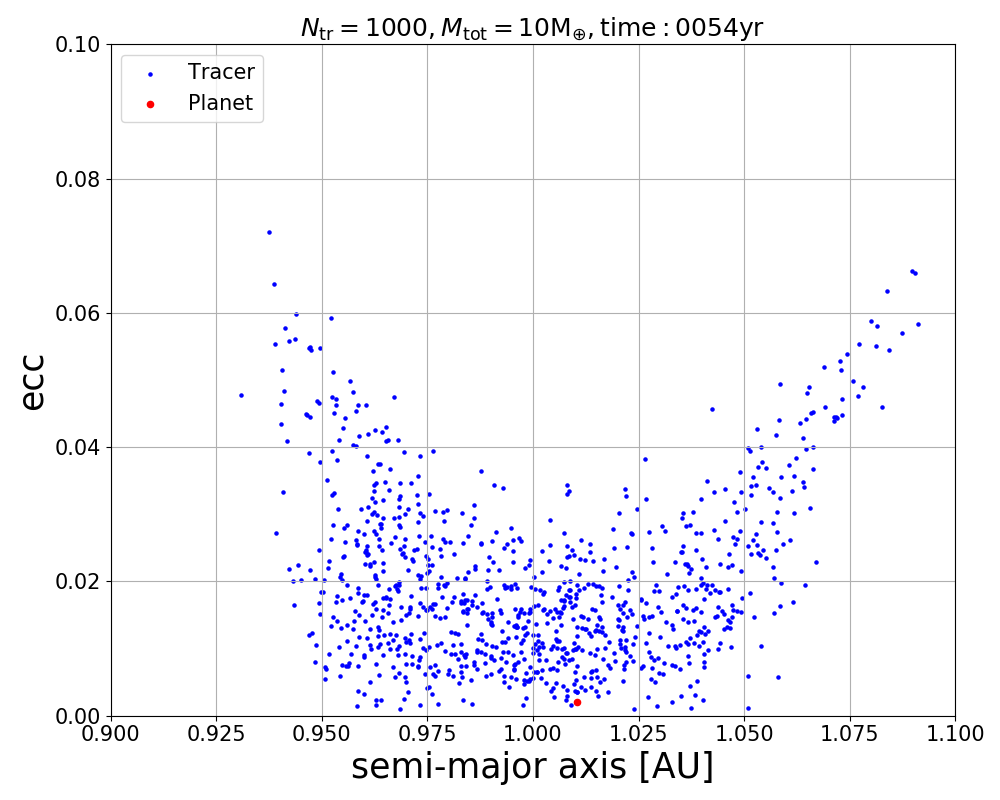 N_tr = 1000, M_tot = 10M_⊕, time : 0054yr
Tracer
Planet
ecc
0.10
0.08
0.06
0.04
0.02
0.00
0.900 0.925 0.950 0.975 1.000 1.025 1.050 1.075 1.100
semi-major axis [AU]